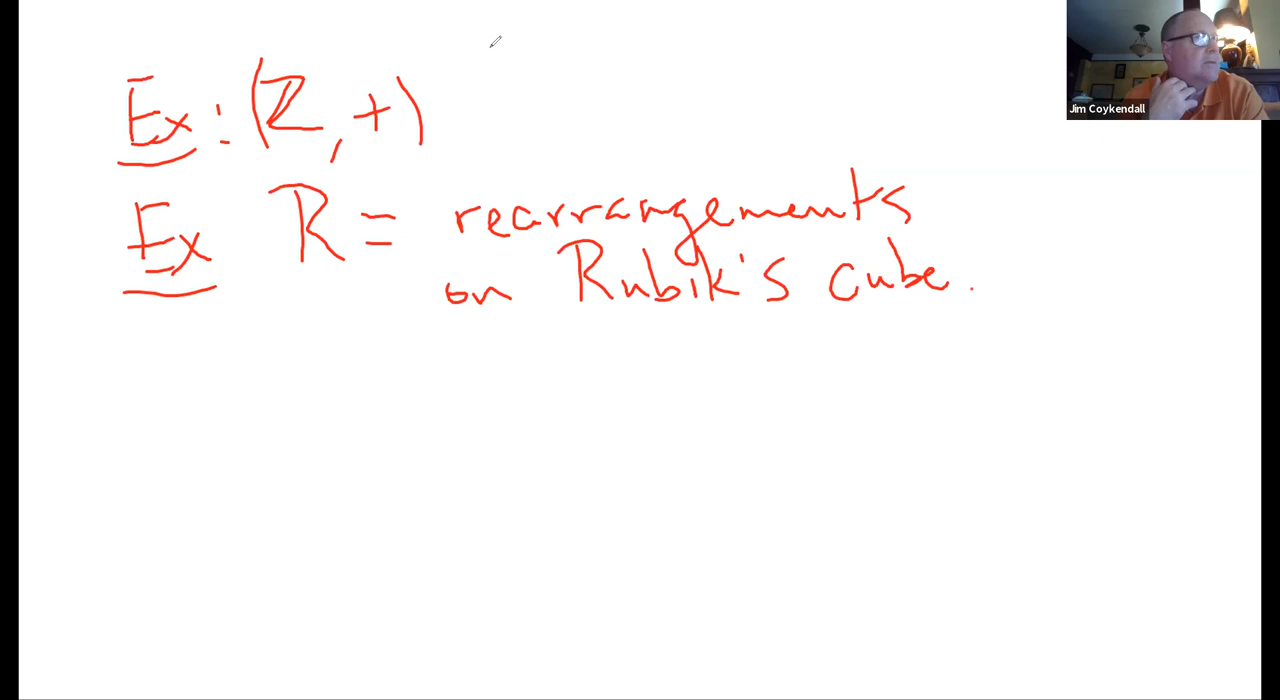 Ex: (ℤ, +)
Ex R = rearrangements
on Rubik's cube.
Jim Coykendall